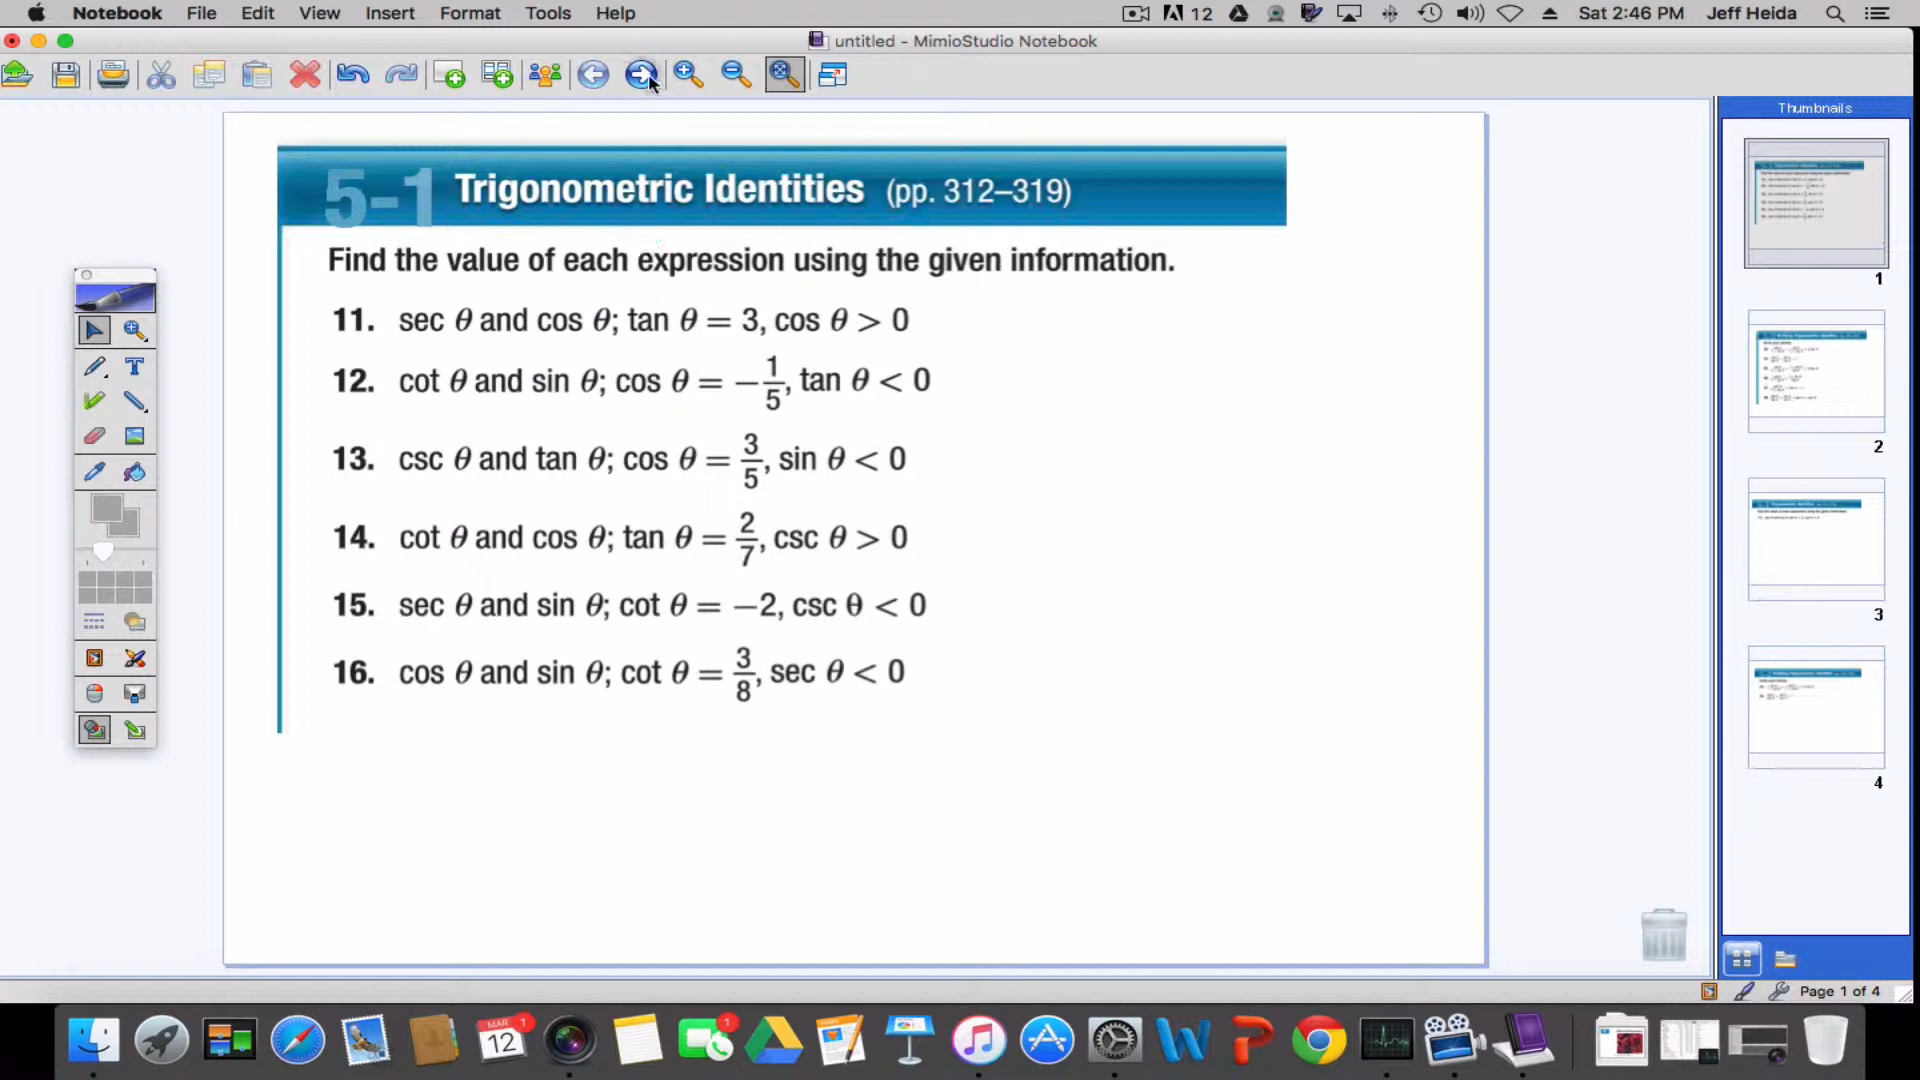 Notebook File Edit View Insert Format Tools Help 12 Sat 2:46 PM Jeff Heida
untitled - MimioStudio Notebook
Thumbnails
5-1 Trigonometric Identities (pp. 312–319)
Find the value of each expression using the given information.
11. sec θ and cos θ; tan θ = 3, cos θ > 0
12. cot θ and sin θ; cos θ = −1/5, tan θ < 0
13. csc θ and tan θ; cos θ = 3/5, sin θ < 0
14. cot θ and cos θ; tan θ = 2/7, csc θ > 0
15. sec θ and sin θ; cot θ = −2, csc θ < 0
16. cos θ and sin θ; cot θ = 3/8, sec θ < 0
1
2
3
4
Page 1 of 4
MAR 12
1
1